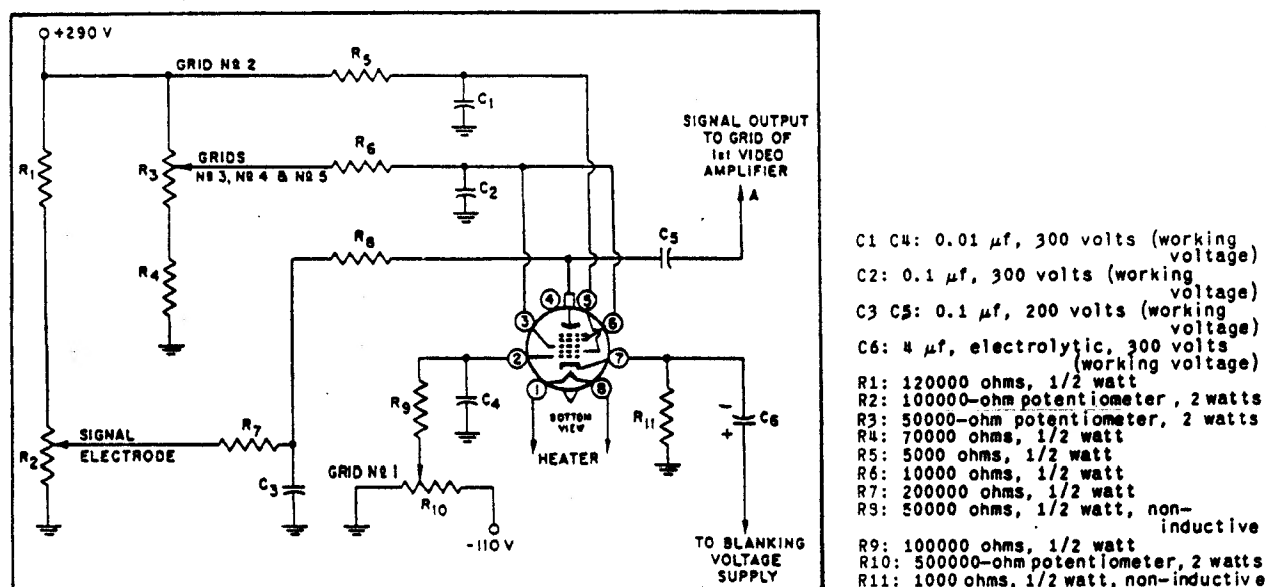 +290 V
R5
GRID № 2
C1
SIGNAL OUTPUT
TO GRID OF
1st VIDEO
AMPLIFIER
A
R1
R3
GRIDS
№ 3, № 4 & № 5
R6
C2
R8
C5
R4
4
5
3
6
2
7
1
8
BOTTOM
VIEW
HEATER
R9
C4
R11
C6
−
+
R2
SIGNAL
ELECTRODE
R7
C3
GRID № 1
R10
-110 V
TO BLANKING
VOLTAGE
SUPPLY
C1 C4: 0.01 µf, 300 volts (working
voltage)
C2: 0.1 µf, 300 volts (working
voltage)
C3 C5: 0.1 µf, 200 volts (working
voltage)
C6: 4 µf, electrolytic, 300 volts
(working voltage)
R1: 120000 ohms, 1/2 watt
R2: 100000-ohm potentiometer, 2 watts
R3: 50000-ohm potentiometer, 2 watts
R4: 70000 ohms, 1/2 watt
R5: 5000 ohms, 1/2 watt
R6: 10000 ohms, 1/2 watt
R7: 200000 ohms, 1/2 watt
R8: 50000 ohms, 1/2 watt, non-
inductive
R9: 100000 ohms, 1/2 watt
R10: 500000-ohm potentiometer, 2 watts
R11: 1000 ohms, 1/2 watt, non-inductive